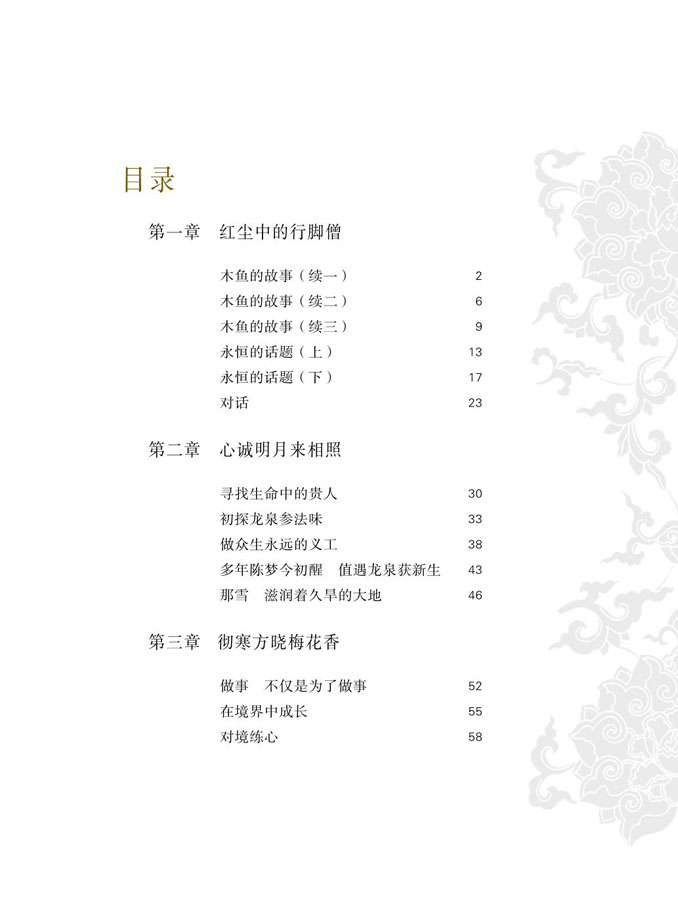 目录
第一章　红尘中的行脚僧
木鱼的故事（续一）　2
木鱼的故事（续二）　6
木鱼的故事（续三）　9
永恒的话题（上）　13
永恒的话题（下）　17
对话　23
第二章　心诚明月来相照
寻找生命中的贵人　30
初探龙泉参法味　33
做众生永远的义工　38
多年陈梦今初醒　值遇龙泉获新生　43
那雪　滋润着久旱的大地　46
第三章　彻寒方晓梅花香
做事　不仅是为了做事　52
在境界中成长　55
对境练心　58